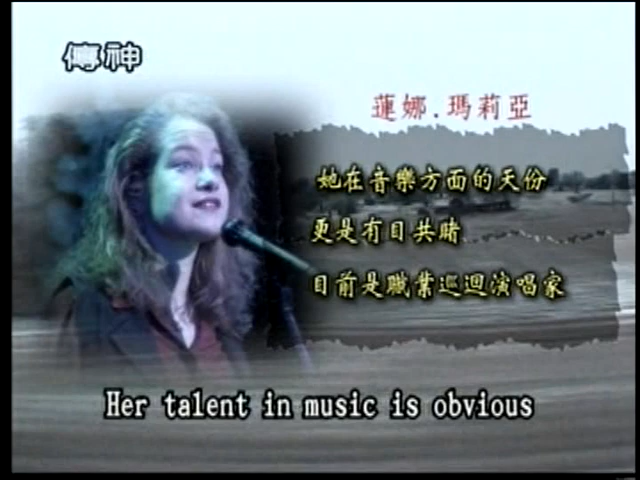 傳神
蓮娜.瑪莉亞
她在音樂方面的天份
更是有目共睹
目前是職業巡迴演唱家
Her talent in music is obvious